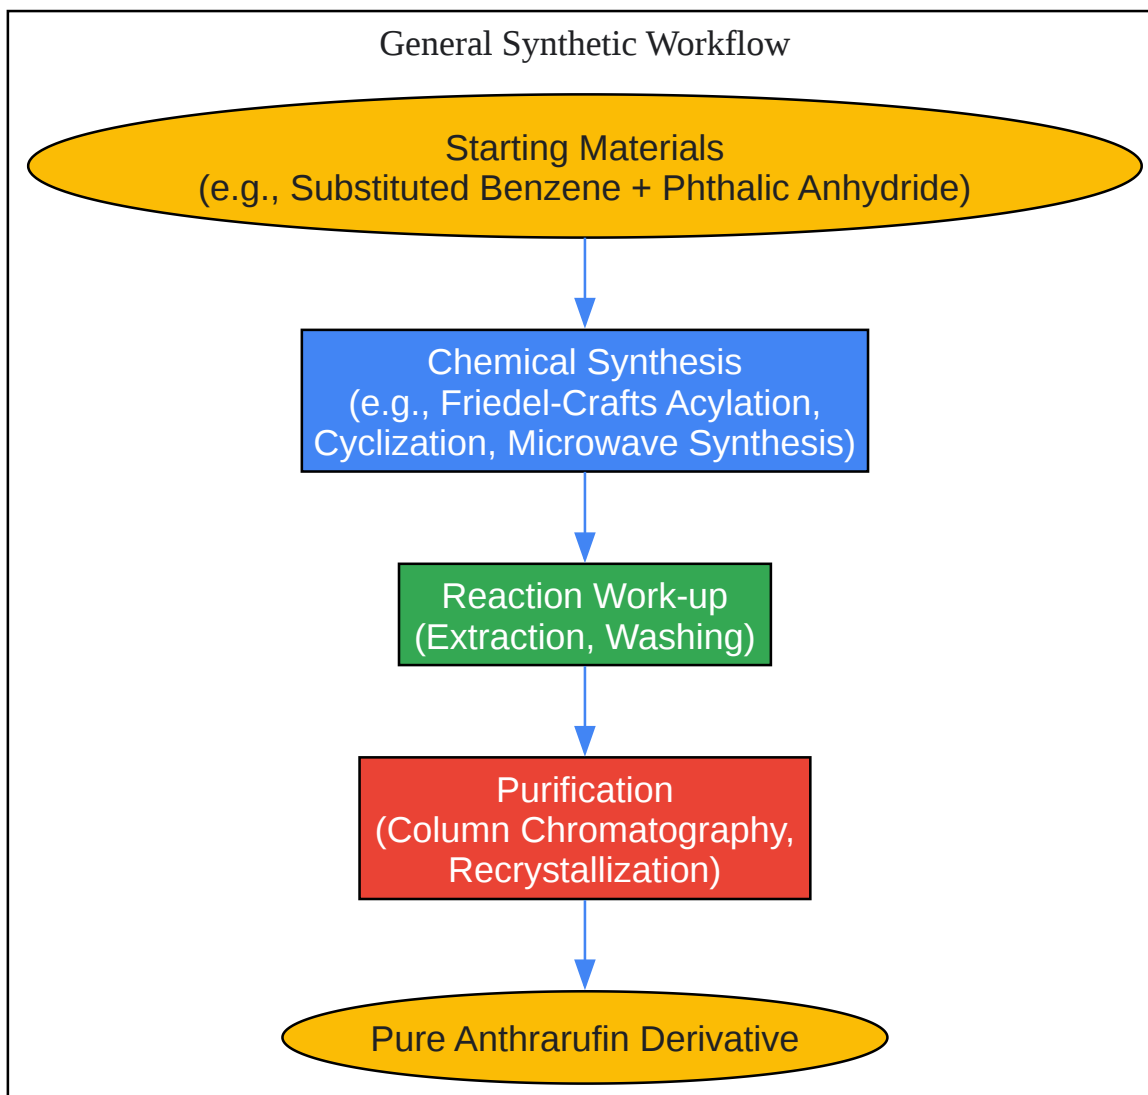 General Synthetic Workflow
Starting Materials
(e.g., Substituted Benzene + Phthalic Anhydride)
Chemical Synthesis
(e.g., Friedel-Crafts Acylation,
Cyclization, Microwave Synthesis)
Reaction Work-up
(Extraction, Washing)
Purification
(Column Chromatography,
Recrystallization)
Pure Anthrarufin Derivative